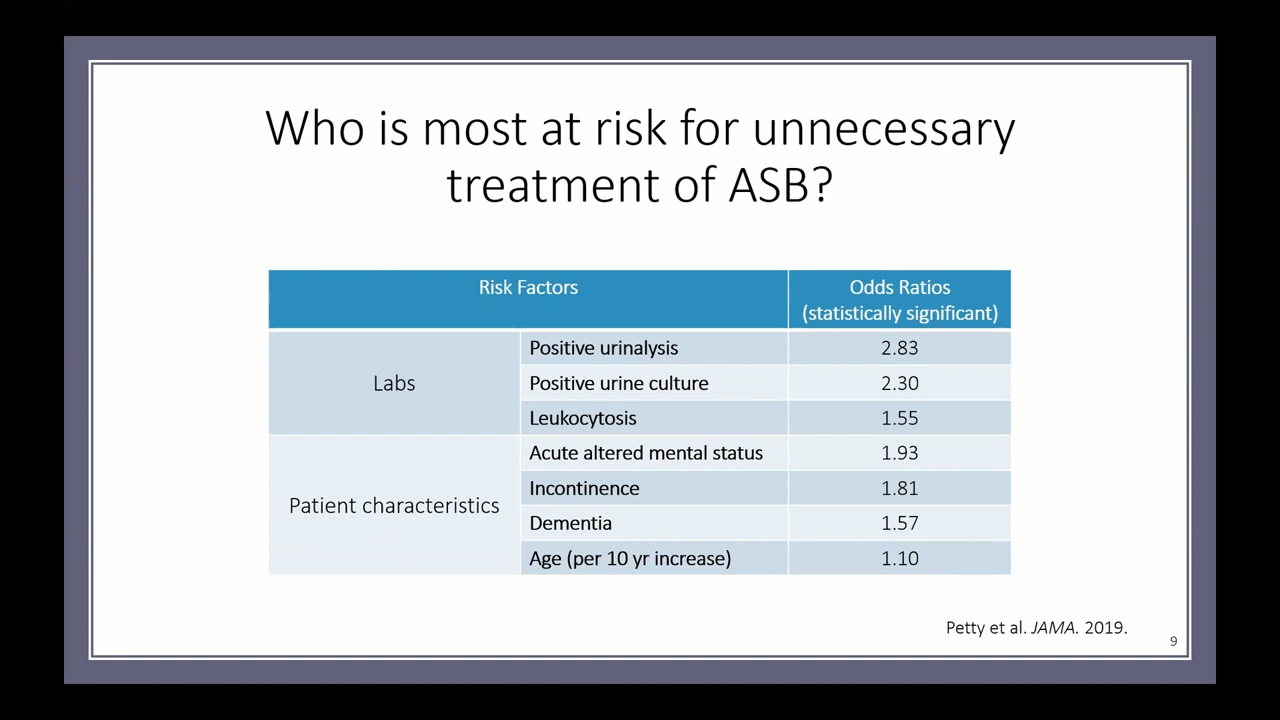 Who is most at risk for unnecessary
treatment of ASB?
Risk Factors
Odds Ratios
(statistically significant)
Labs
Positive urinalysis
2.83
Positive urine culture
2.30
Leukocytosis
1.55
Patient characteristics
Acute altered mental status
1.93
Incontinence
1.81
Dementia
1.57
Age (per 10 yr increase)
1.10
Petty et al. JAMA. 2019.
9